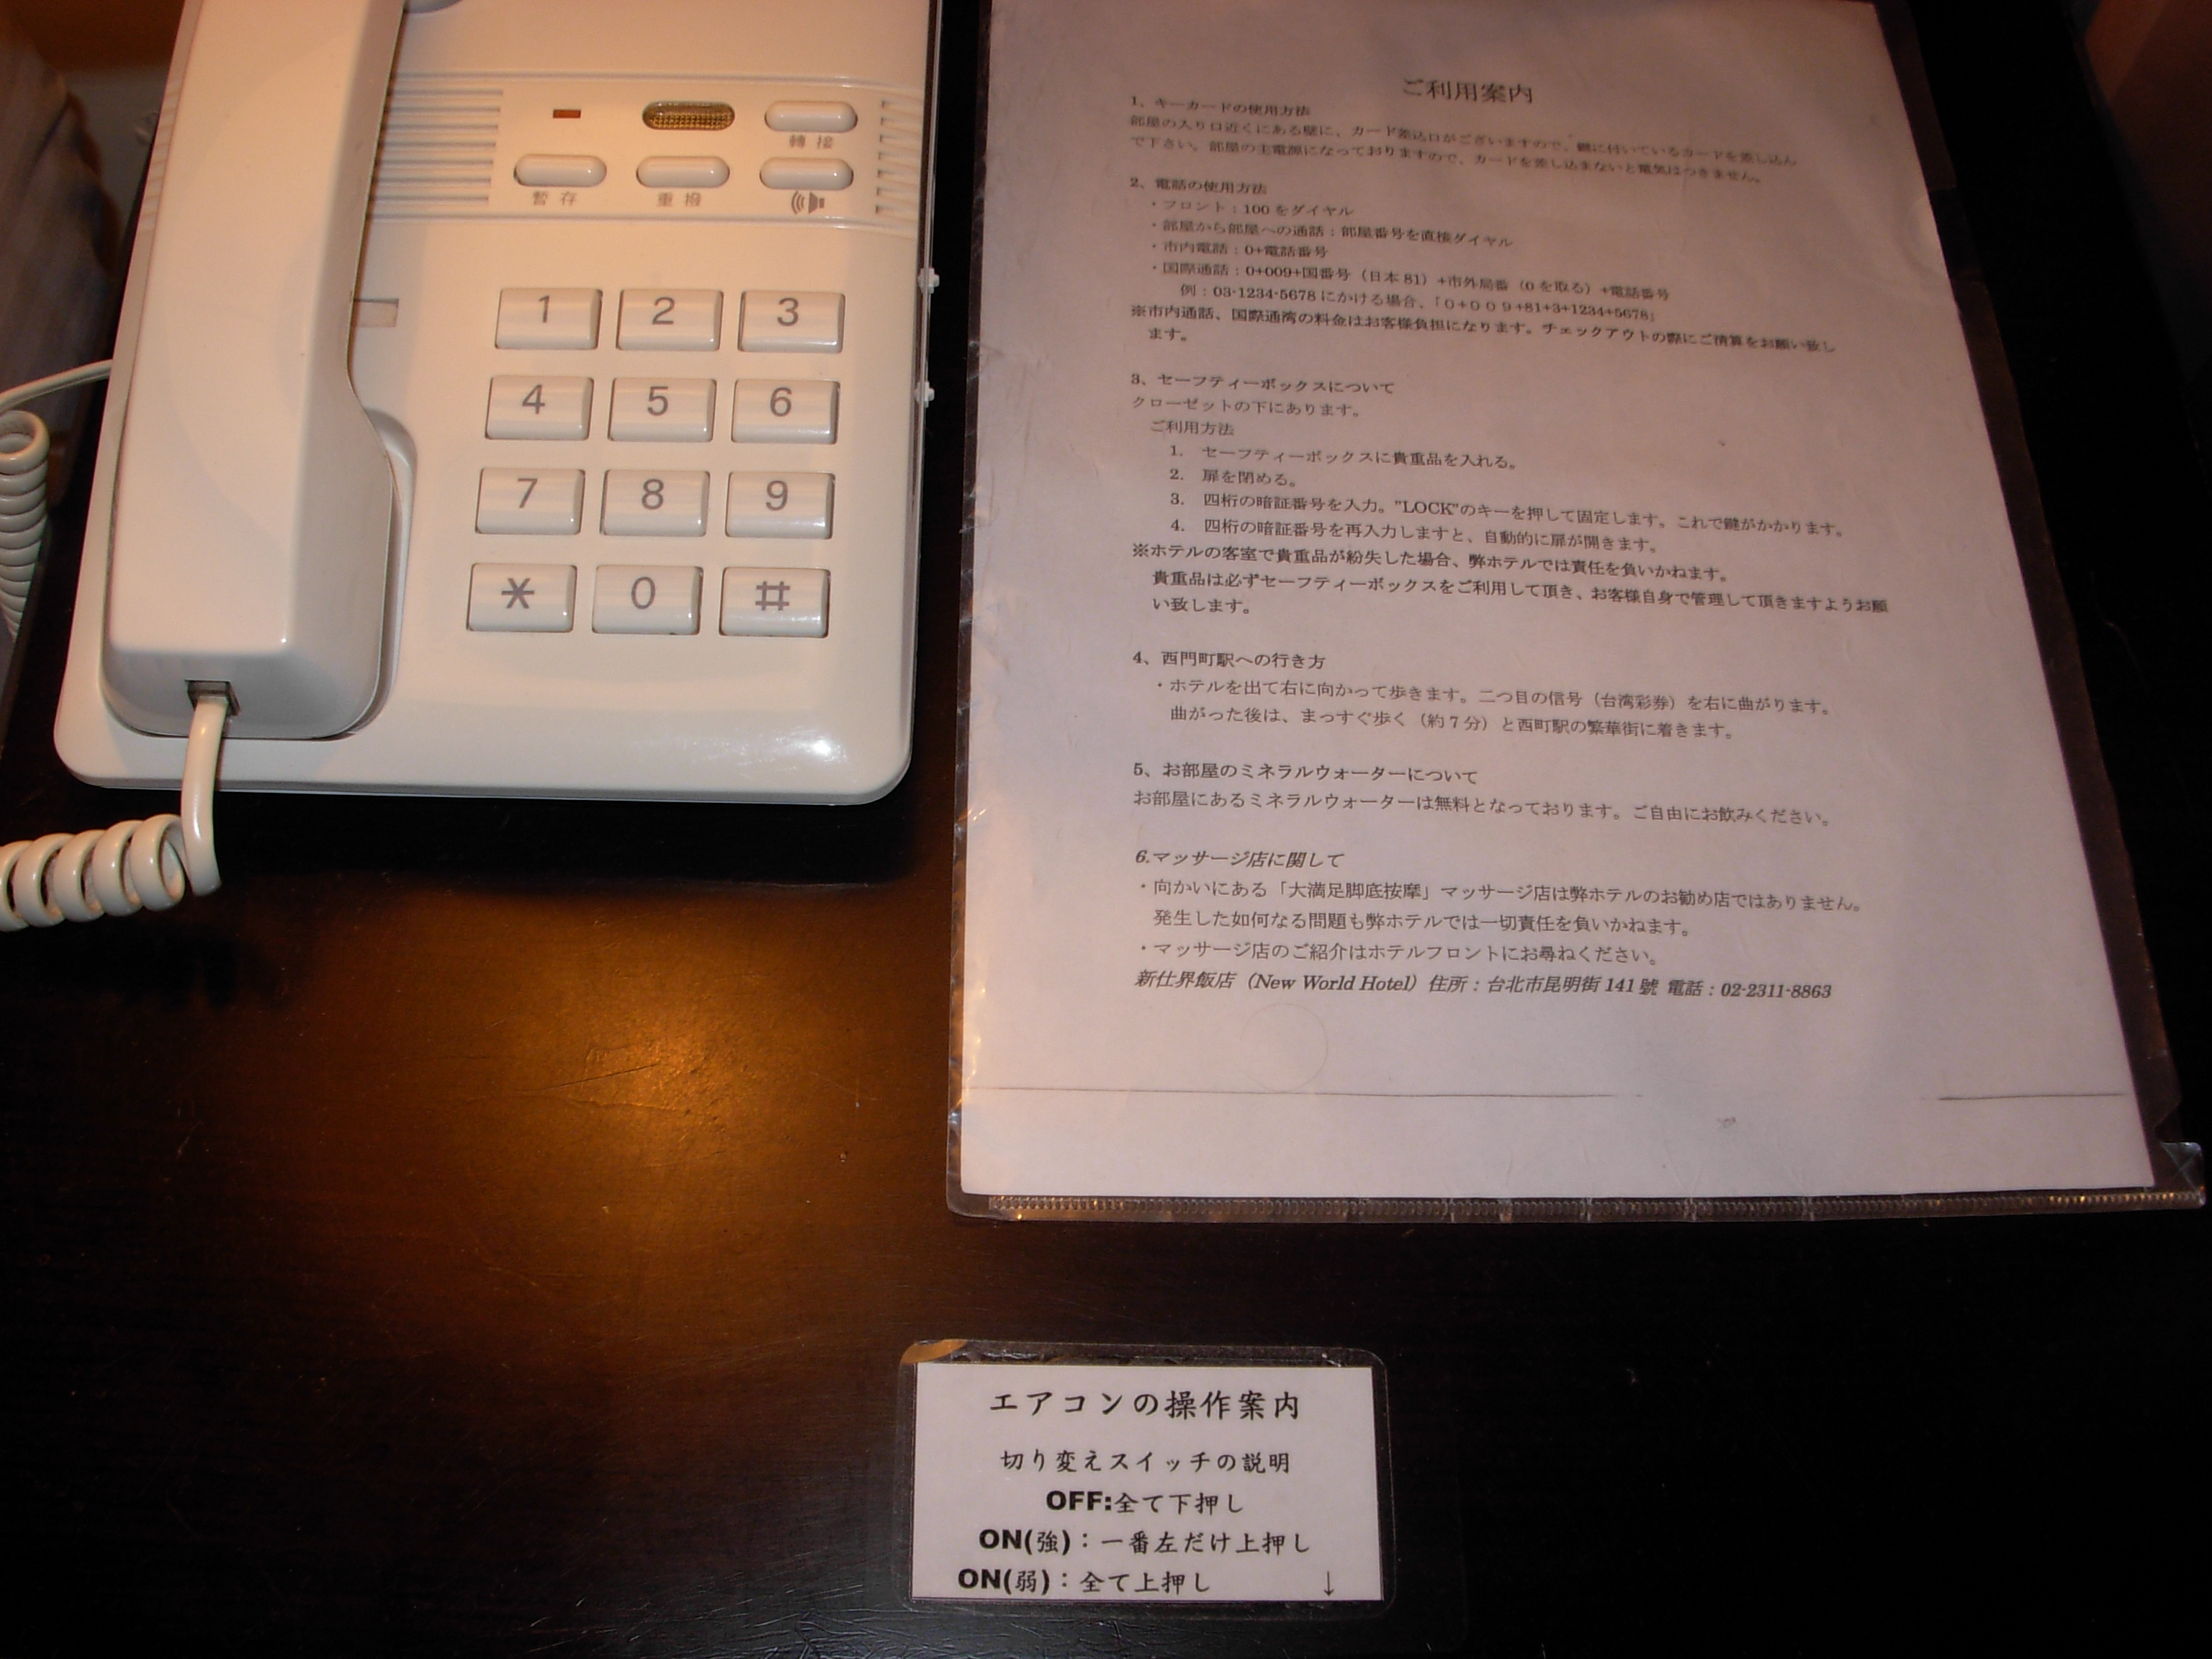 轉接
暫存
重撥
1
2
3
4
5
6
7
8
9
*
0
#
ご利用案内
1、キーカードの使用方法
部屋の入り口近くにある壁に、カード差込口がございますので、鍵に付いているカードを差し込ん
で下さい。部屋の主電源になっておりますので、カードを差し込まないと電気はつきません。
2、電話の使用方法
・フロント：100をダイヤル
・部屋から部屋への通話：部屋番号を直接ダイヤル
・市内電話：0+電話番号
・国際通話：0+009+国番号（日本81）+市外局番（0を取る）+電話番号
例：03-1234-5678にかける場合、「0+009+81+3+1234+5678」
※市内通話、国際通湾の料金はお客様負担になります。チェックアウトの際にご清算をお願い致し
ます。
3、セーフティーボックスについて
クローゼットの下にあります。
ご利用方法
1. セーフティーボックスに貴重品を入れる。
2. 扉を閉める。
3. 四桁の暗証番号を入力。"LOCK"のキーを押して固定します。これで鍵がかかります。
4. 四桁の暗証番号を再入力しますと、自動的に扉が開きます。
※ホテルの客室で貴重品が紛失した場合、弊ホテルでは責任を負いかねます。
貴重品は必ずセーフティーボックスをご利用して頂き、お客様自身で管理して頂きますようお願
い致します。
4、西門町駅への行き方
・ホテルを出て右に向かって歩きます。二つ目の信号（台湾彩券）を右に曲がります。
曲がった後は、まっすぐ歩く（約7分）と西町駅の繁華街に着きます。
5、お部屋のミネラルウォーターについて
お部屋にあるミネラルウォーターは無料となっております。ご自由にお飲みください。
6.マッサージ店に関して
・向かいにある「大満足脚底按摩」マッサージ店は弊ホテルのお勧め店ではありません。
発生した如何なる問題も弊ホテルでは一切責任を負いかねます。
・マッサージ店のご紹介はホテルフロントにお尋ねください。
新仕界飯店（New World Hotel）住所：台北市昆明街141號 電話：02-2311-8863
エアコンの操作案内
切り変えスイッチの説明
OFF:全て下押し
ON(強)：一番左だけ上押し
ON(弱)：全て上押し ↓